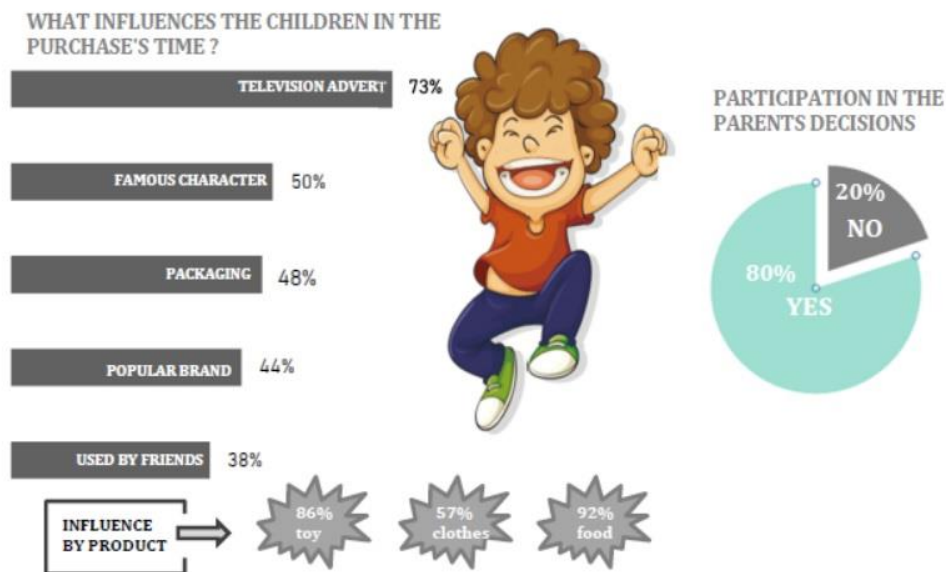 WHAT INFLUENCES THE CHILDREN IN THE
PURCHASE'S TIME ?
TELEVISION ADVERT 73%
FAMOUS CHARACTER 50%
PACKAGING 48%
POPULAR BRAND 44%
USED BY FRIENDS 38%
INFLUENCE
BY PRODUCT
86%
toy
57%
clothes
92%
food
PARTICIPATION IN THE
PARENTS DECISIONS
20%
NO
80%
YES